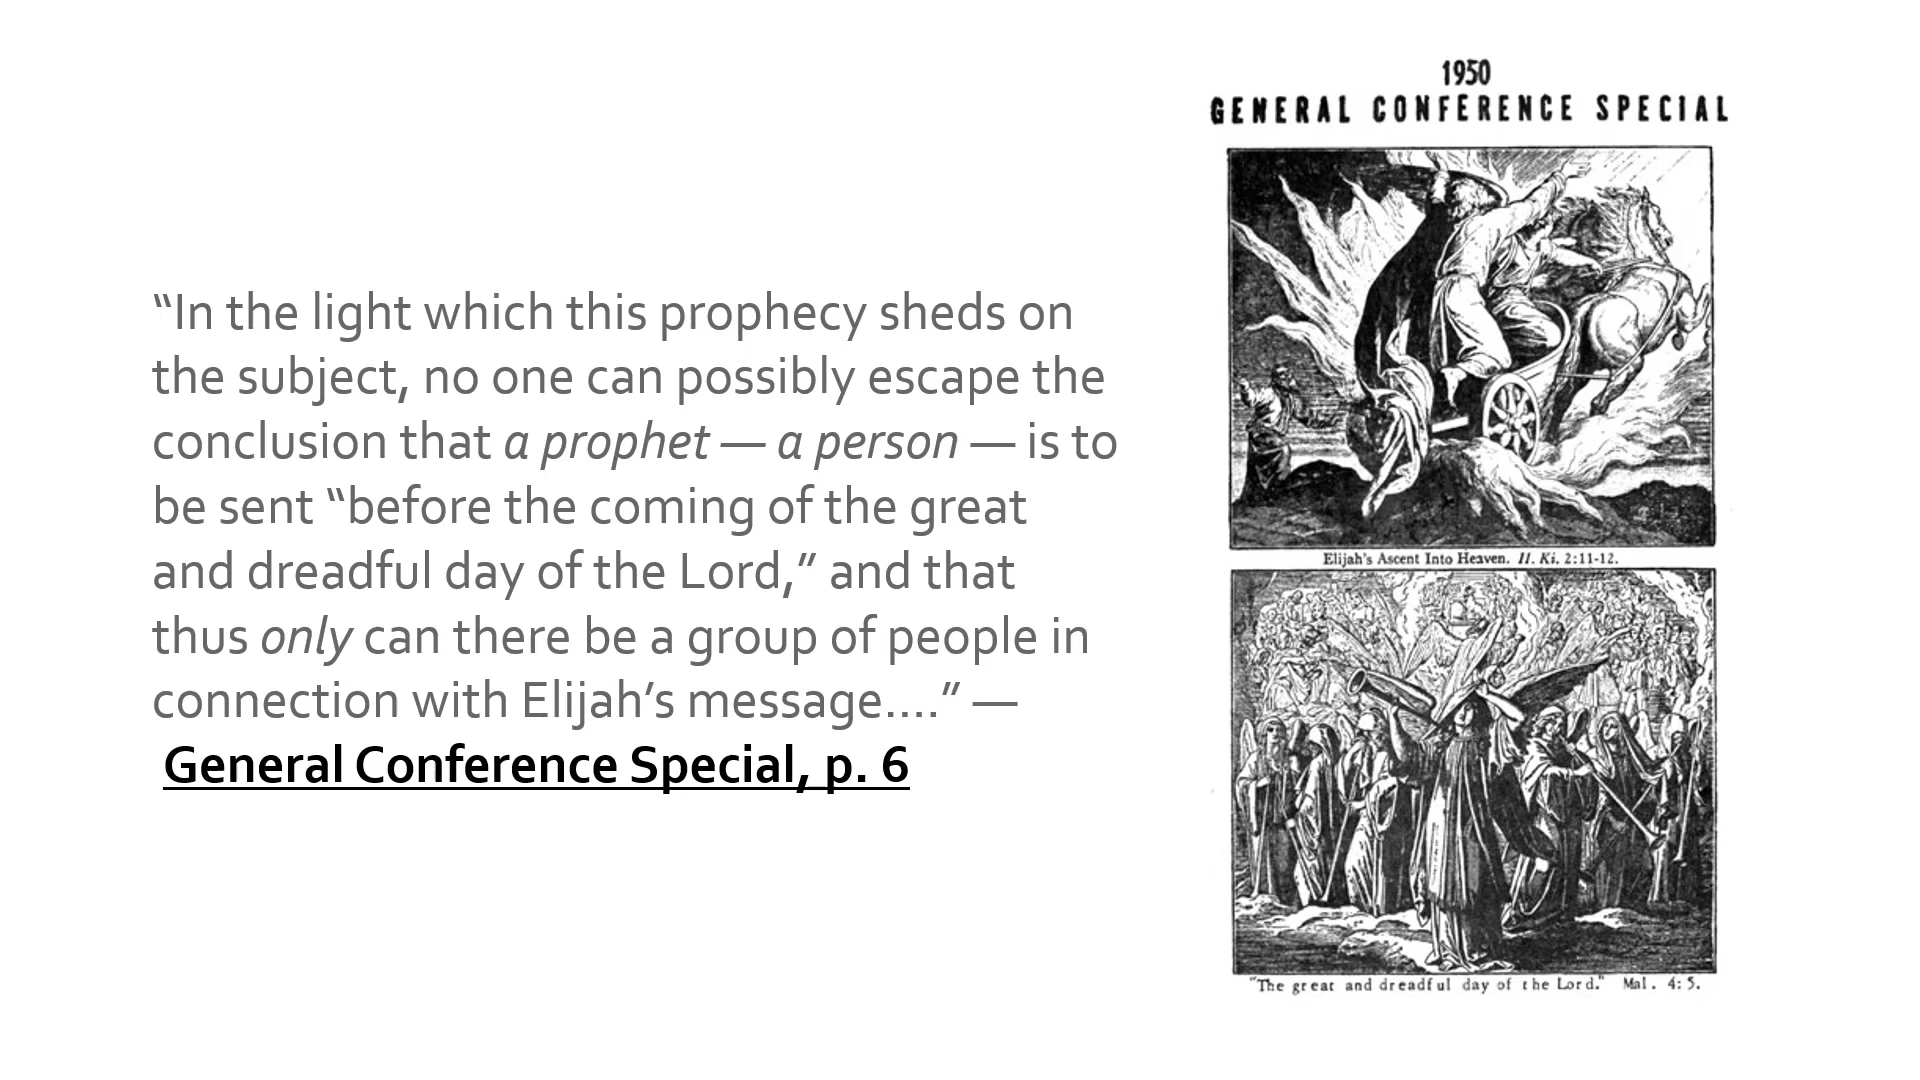 “In the light which this prophecy sheds on
the subject, no one can possibly escape the
conclusion that a prophet — a person — is to
be sent “before the coming of the great
and dreadful day of the Lord,” and that
thus only can there be a group of people in
connection with Elijah’s message....” —
General Conference Special, p. 6
1950
GENERAL CONFERENCE SPECIAL
Elijah's Ascent Into Heaven. II. Ki. 2:11-12.
"The great and dreadful day of the Lord." Mal. 4:5.